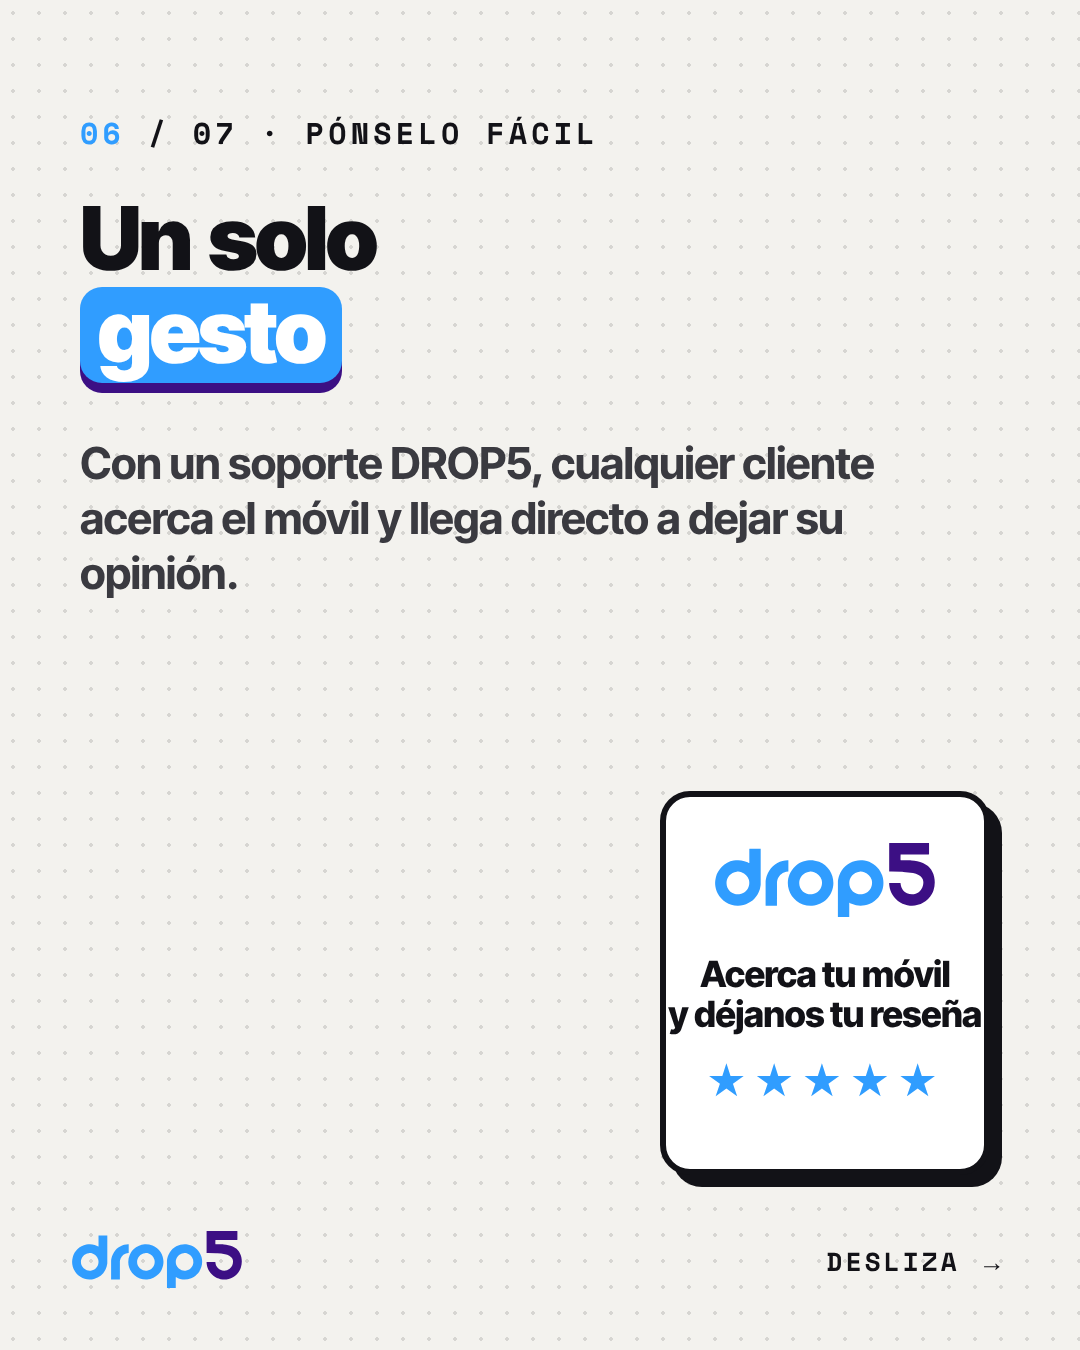 06 / 07 · PÓNSELO FÁCIL
Un solo
gesto
Con un soporte DROP5, cualquier cliente
acerca el móvil y llega directo a dejar su
opinión.
drop5
Acerca tu móvil
y déjanos tu reseña
★ ★ ★ ★ ★
drop5
DESLIZA →